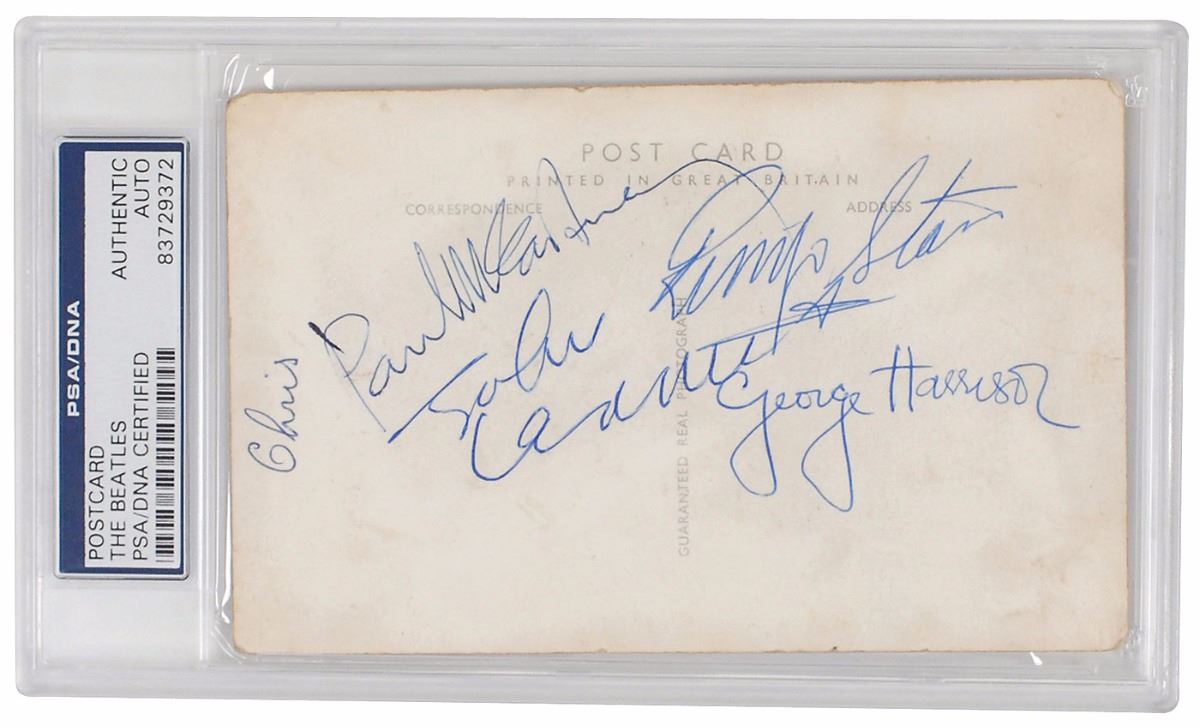 PSA/DNA
POSTCARD
THE BEATLES
PSA/DNA CERTIFIED
AUTHENTIC
AUTO
83729372
POST CARD
PRINTED IN GREAT BRITAIN
CORRESPONDENCE
ADDRESS
GUARANTEED REAL PHOTOGRAPH
Chris
Paul McCartney
Ringo Starr
John
Lennon
George Harrison